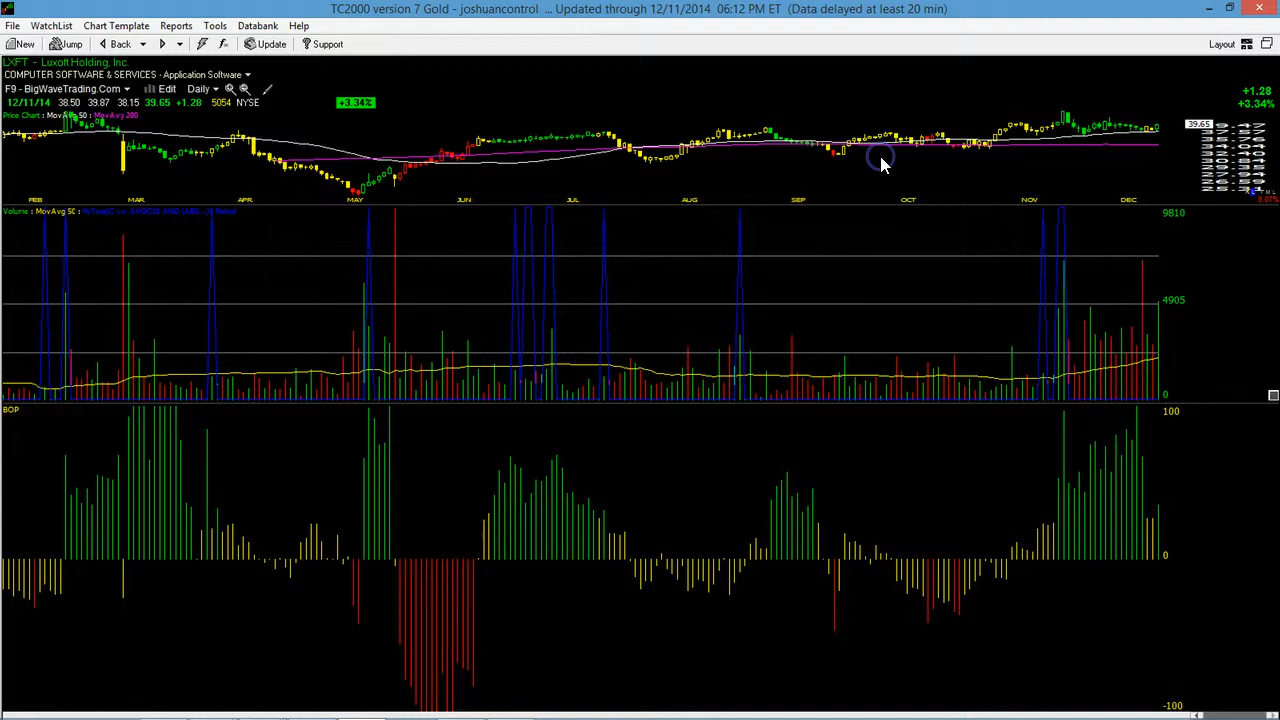 TC2000 version 7 Gold - joshuancontrol ... Updated through 12/11/2014 06:12 PM ET (Data delayed at least 20 min)
File WatchList Chart Template Reports Tools Databank Help
New Jump Back Update Support Layout
LXFT - Luxoft Holding, Inc.
COMPUTER SOFTWARE & SERVICES - Application Software
F9 - BigWaveTrading.Com Edit Daily
+1.28
12/11/14 38.50 39.87 38.15 39.65 +1.28 5054 NYSE +3.34%
+3.34%
Price Chart : MovAvg 50 : MovAvg 200
39.65
FEB MAR. APR. MAY JUN JUL AUG SEP OCT NOV DEC
Volume : MovAvg 50 :
9810
4905
0
BOP
100
0
-100